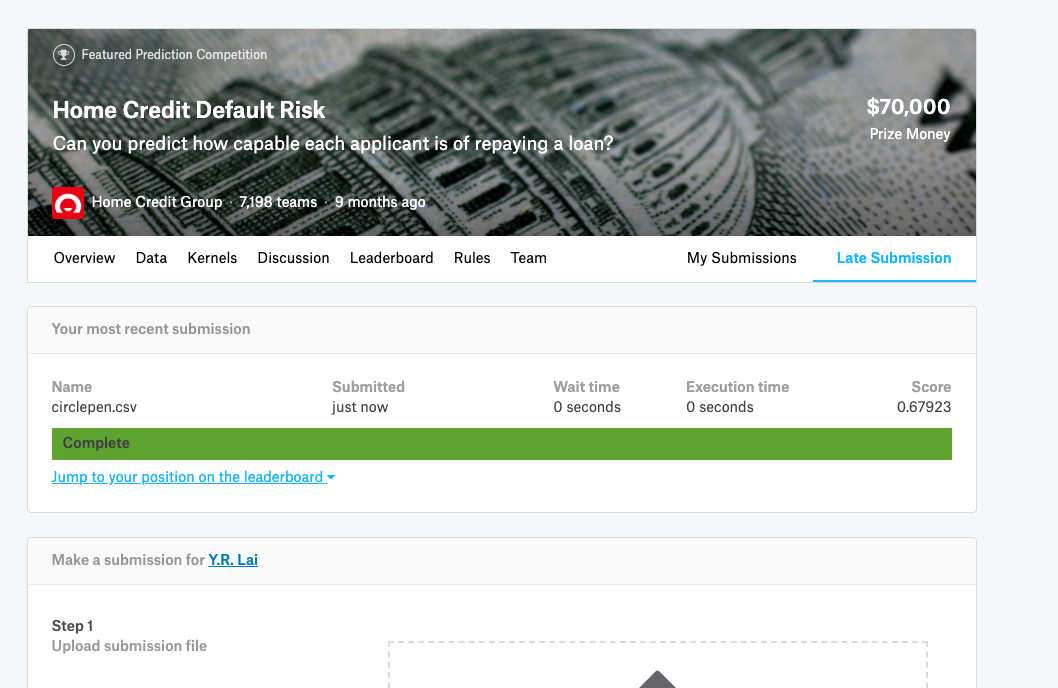 Featured Prediction Competition
Home Credit Default Risk
$70,000
Can you predict how capable each applicant is of repaying a loan?
Prize Money
Home Credit Group · 7,198 teams · 9 months ago
Overview Data Kernels Discussion Leaderboard Rules Team My Submissions Late Submission
Your most recent submission
Name Submitted Wait time Execution time Score
circlepen.csv just now 0 seconds 0 seconds 0.67923
Complete
Jump to your position on the leaderboard
Make a submission for Y.R. Lai
Step 1
Upload submission file